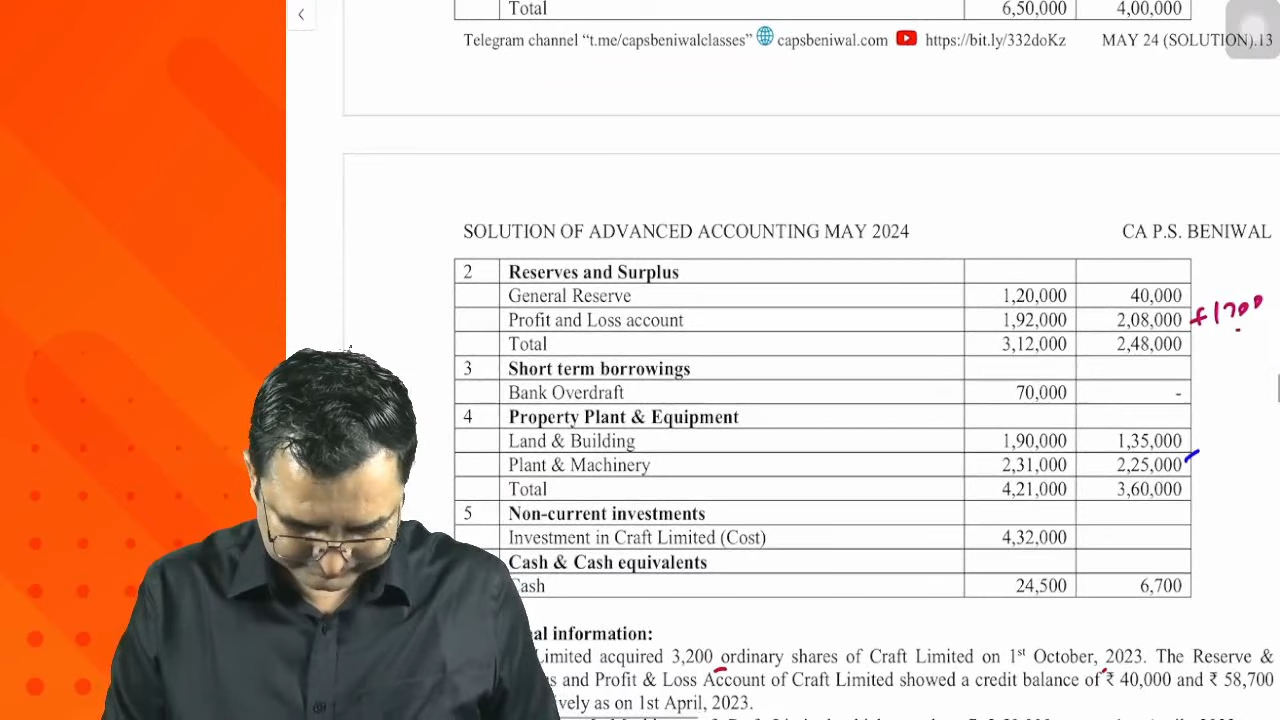 Total 6,50,000 4,00,000
Telegram channel “t.me/capsbeniwalclasses” capsbeniwal.com https://bit.ly/332doKz MAY 24 (SOLUTION).13
SOLUTION OF ADVANCED ACCOUNTING MAY 2024 CA P.S. BENIWAL
2 Reserves and Surplus
General Reserve 1,20,000 40,000
Profit and Loss account 1,92,000 2,08,000 +1700
Total 3,12,000 2,48,000
3 Short term borrowings
Bank Overdraft 70,000 -
4 Property Plant & Equipment
Land & Building 1,90,000 1,35,000
Plant & Machinery 2,31,000 2,25,000
Total 4,21,000 3,60,000
5 Non-current investments
Investment in Craft Limited (Cost) 4,32,000
Cash & Cash equivalents
Cash 24,500 6,700
nal information:
Limited acquired 3,200 ordinary shares of Craft Limited on 1st October, 2023. The Reserve &
s and Profit & Loss Account of Craft Limited showed a credit balance of ₹ 40,000 and ₹ 58,700
ively as on 1st April, 2023.